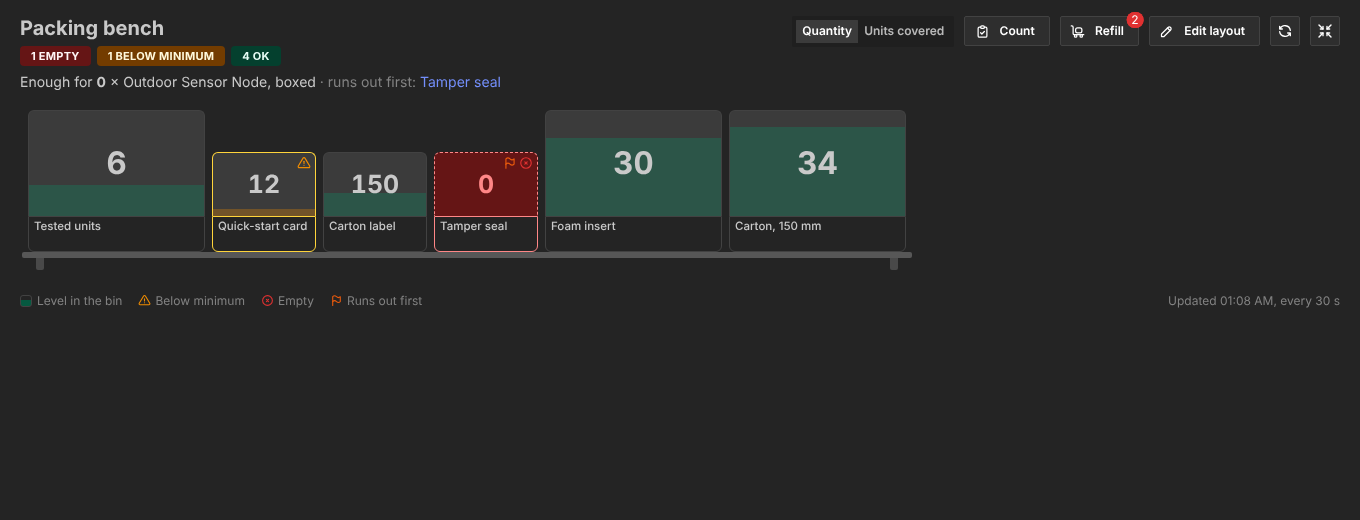 Packing bench
Quantity Units covered Count Refill 2 Edit layout
1 EMPTY 1 BELOW MINIMUM 4 OK
Enough for 0 × Outdoor Sensor Node, boxed · runs out first: Tamper seal
6 12 150 0 30 34
Tested units Quick-start card Carton label Tamper seal Foam insert Carton, 150 mm
Level in the bin Below minimum Empty Runs out first Updated 01:08 AM, every 30 s